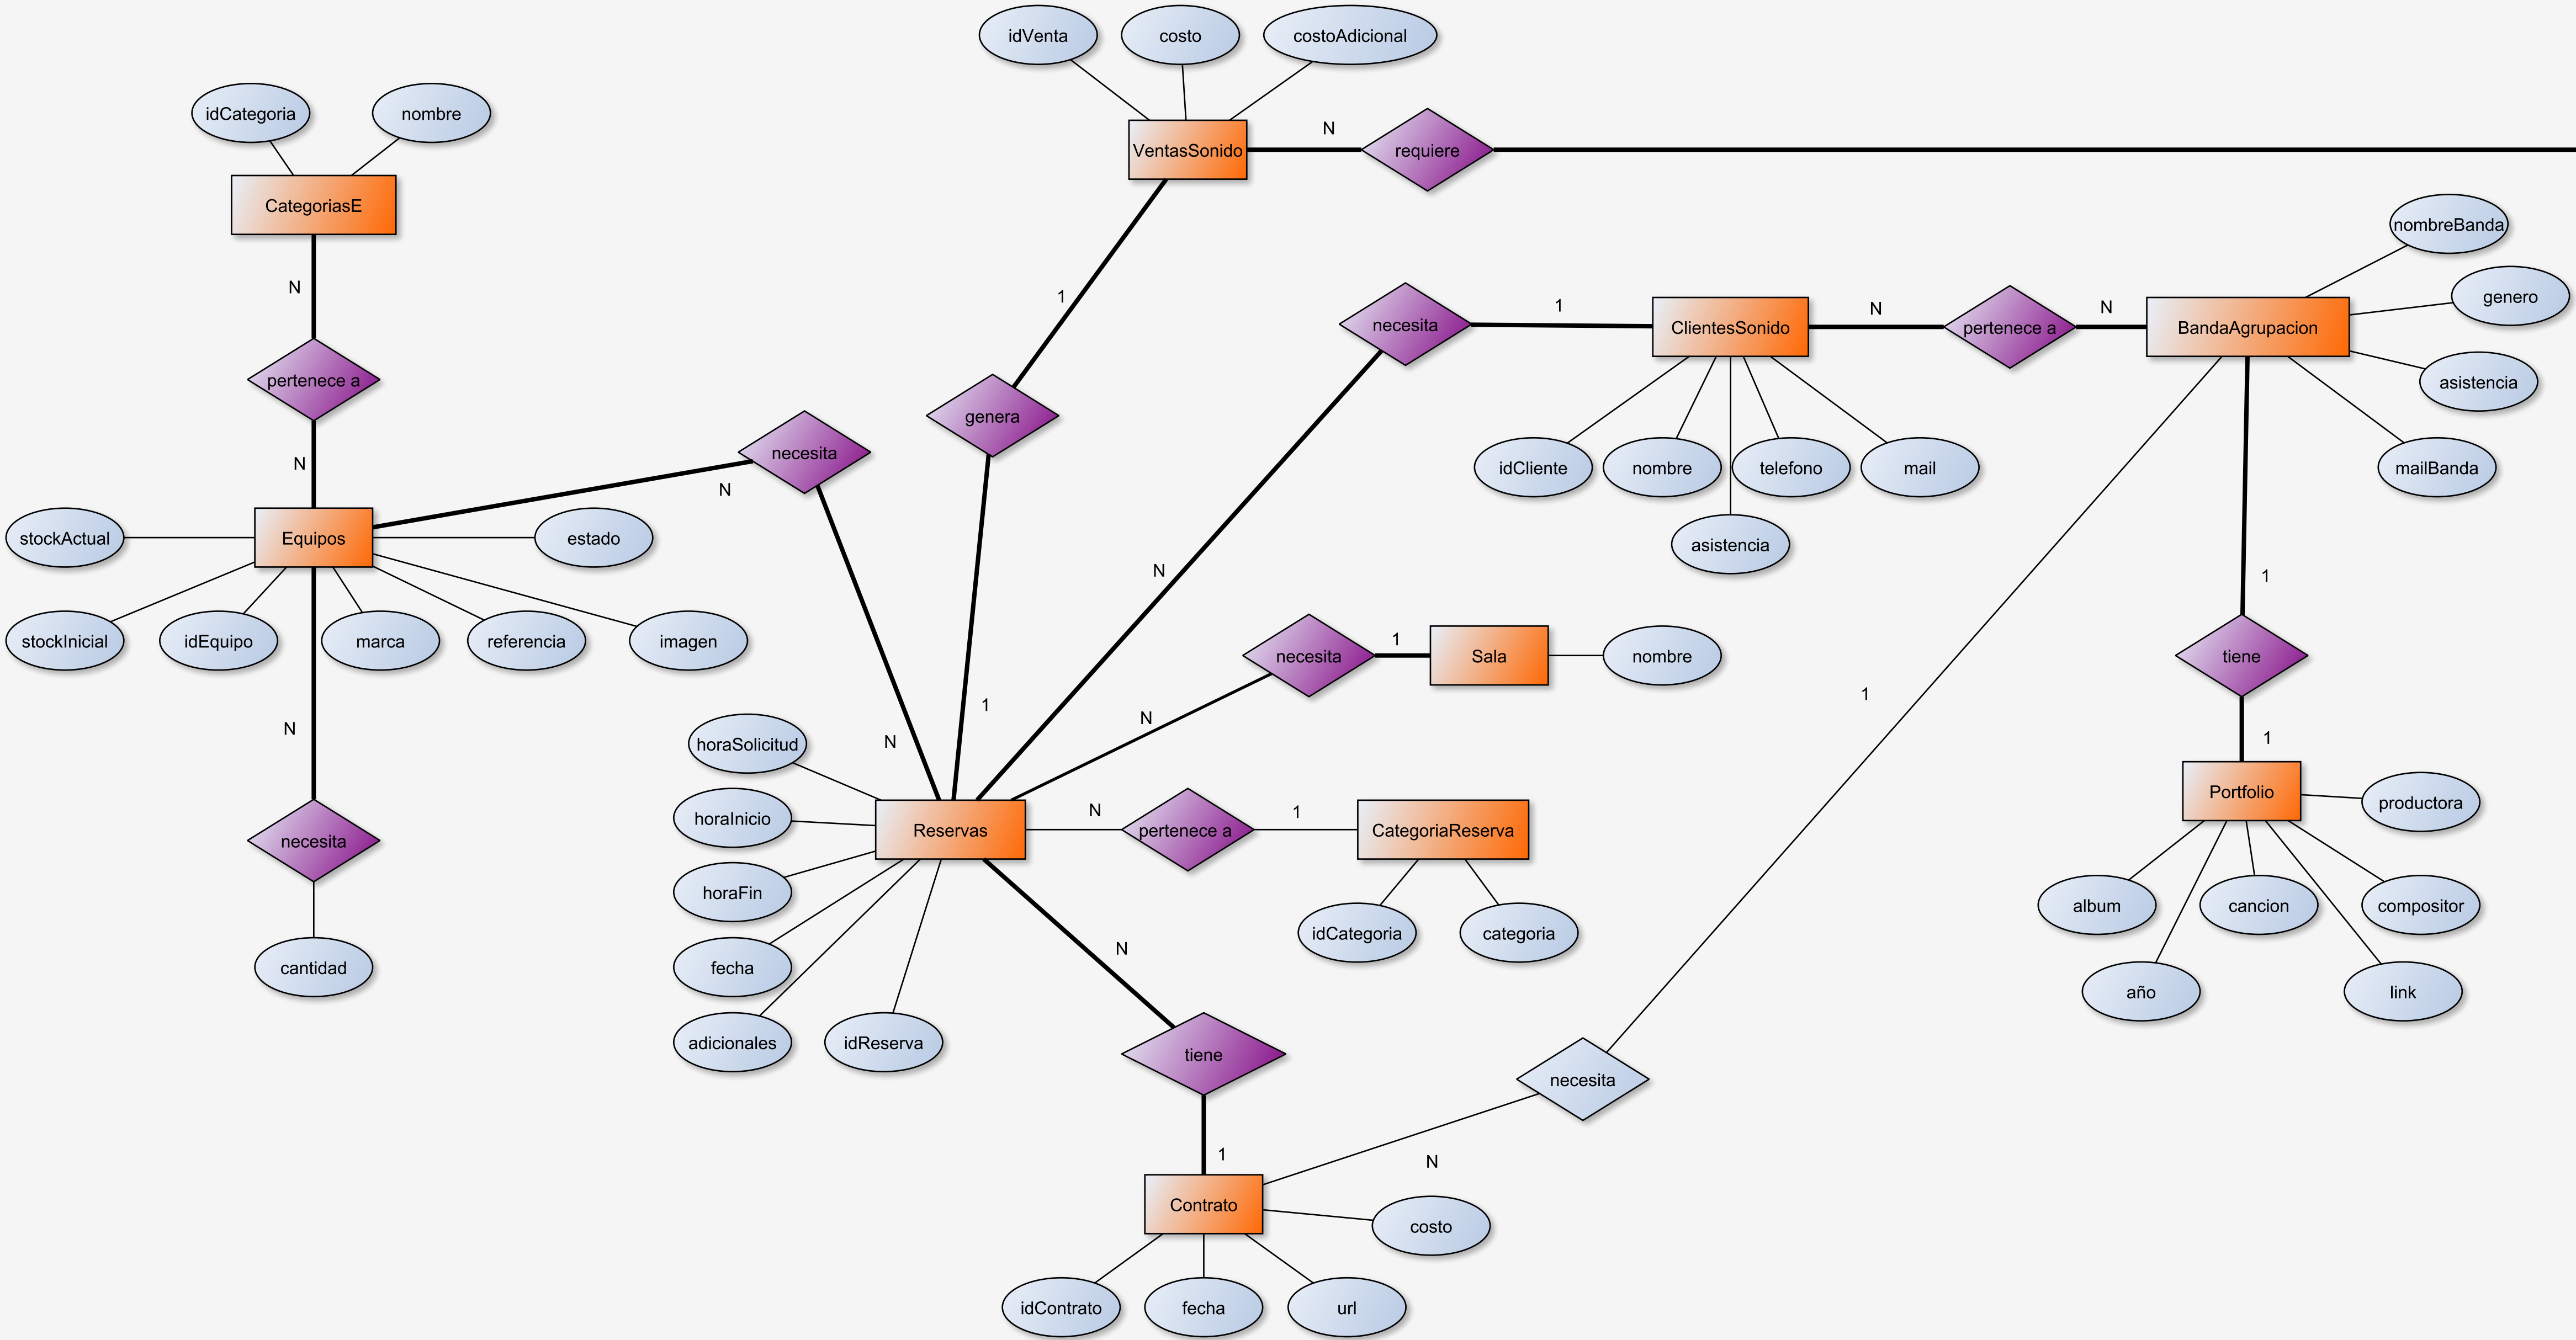 idVenta
costo
costoAdicional
idCategoria
nombre
VentasSonido
N
requiere
CategoriasE
nombreBanda
N
1
necesita
1
ClientesSonido
N
pertenece a
N
BandaAgrupacion
genero
pertenece a
genera
asistencia
necesita
N
N
idCliente
nombre
telefono
mail
mailBanda
stockActual
Equipos
estado
asistencia
N
1
stockInicial
idEquipo
marca
referencia
imagen
necesita
1
Sala
nombre
tiene
1
N
1
N
N
horaSolicitud
1
Portfolio
productora
horaInicio
Reservas
N
pertenece a
1
CategoriaReserva
necesita
horaFin
album
cancion
compositor
idCategoria
categoria
N
cantidad
fecha
año
link
adicionales
idReserva
tiene
necesita
1
N
Contrato
costo
idContrato
fecha
url